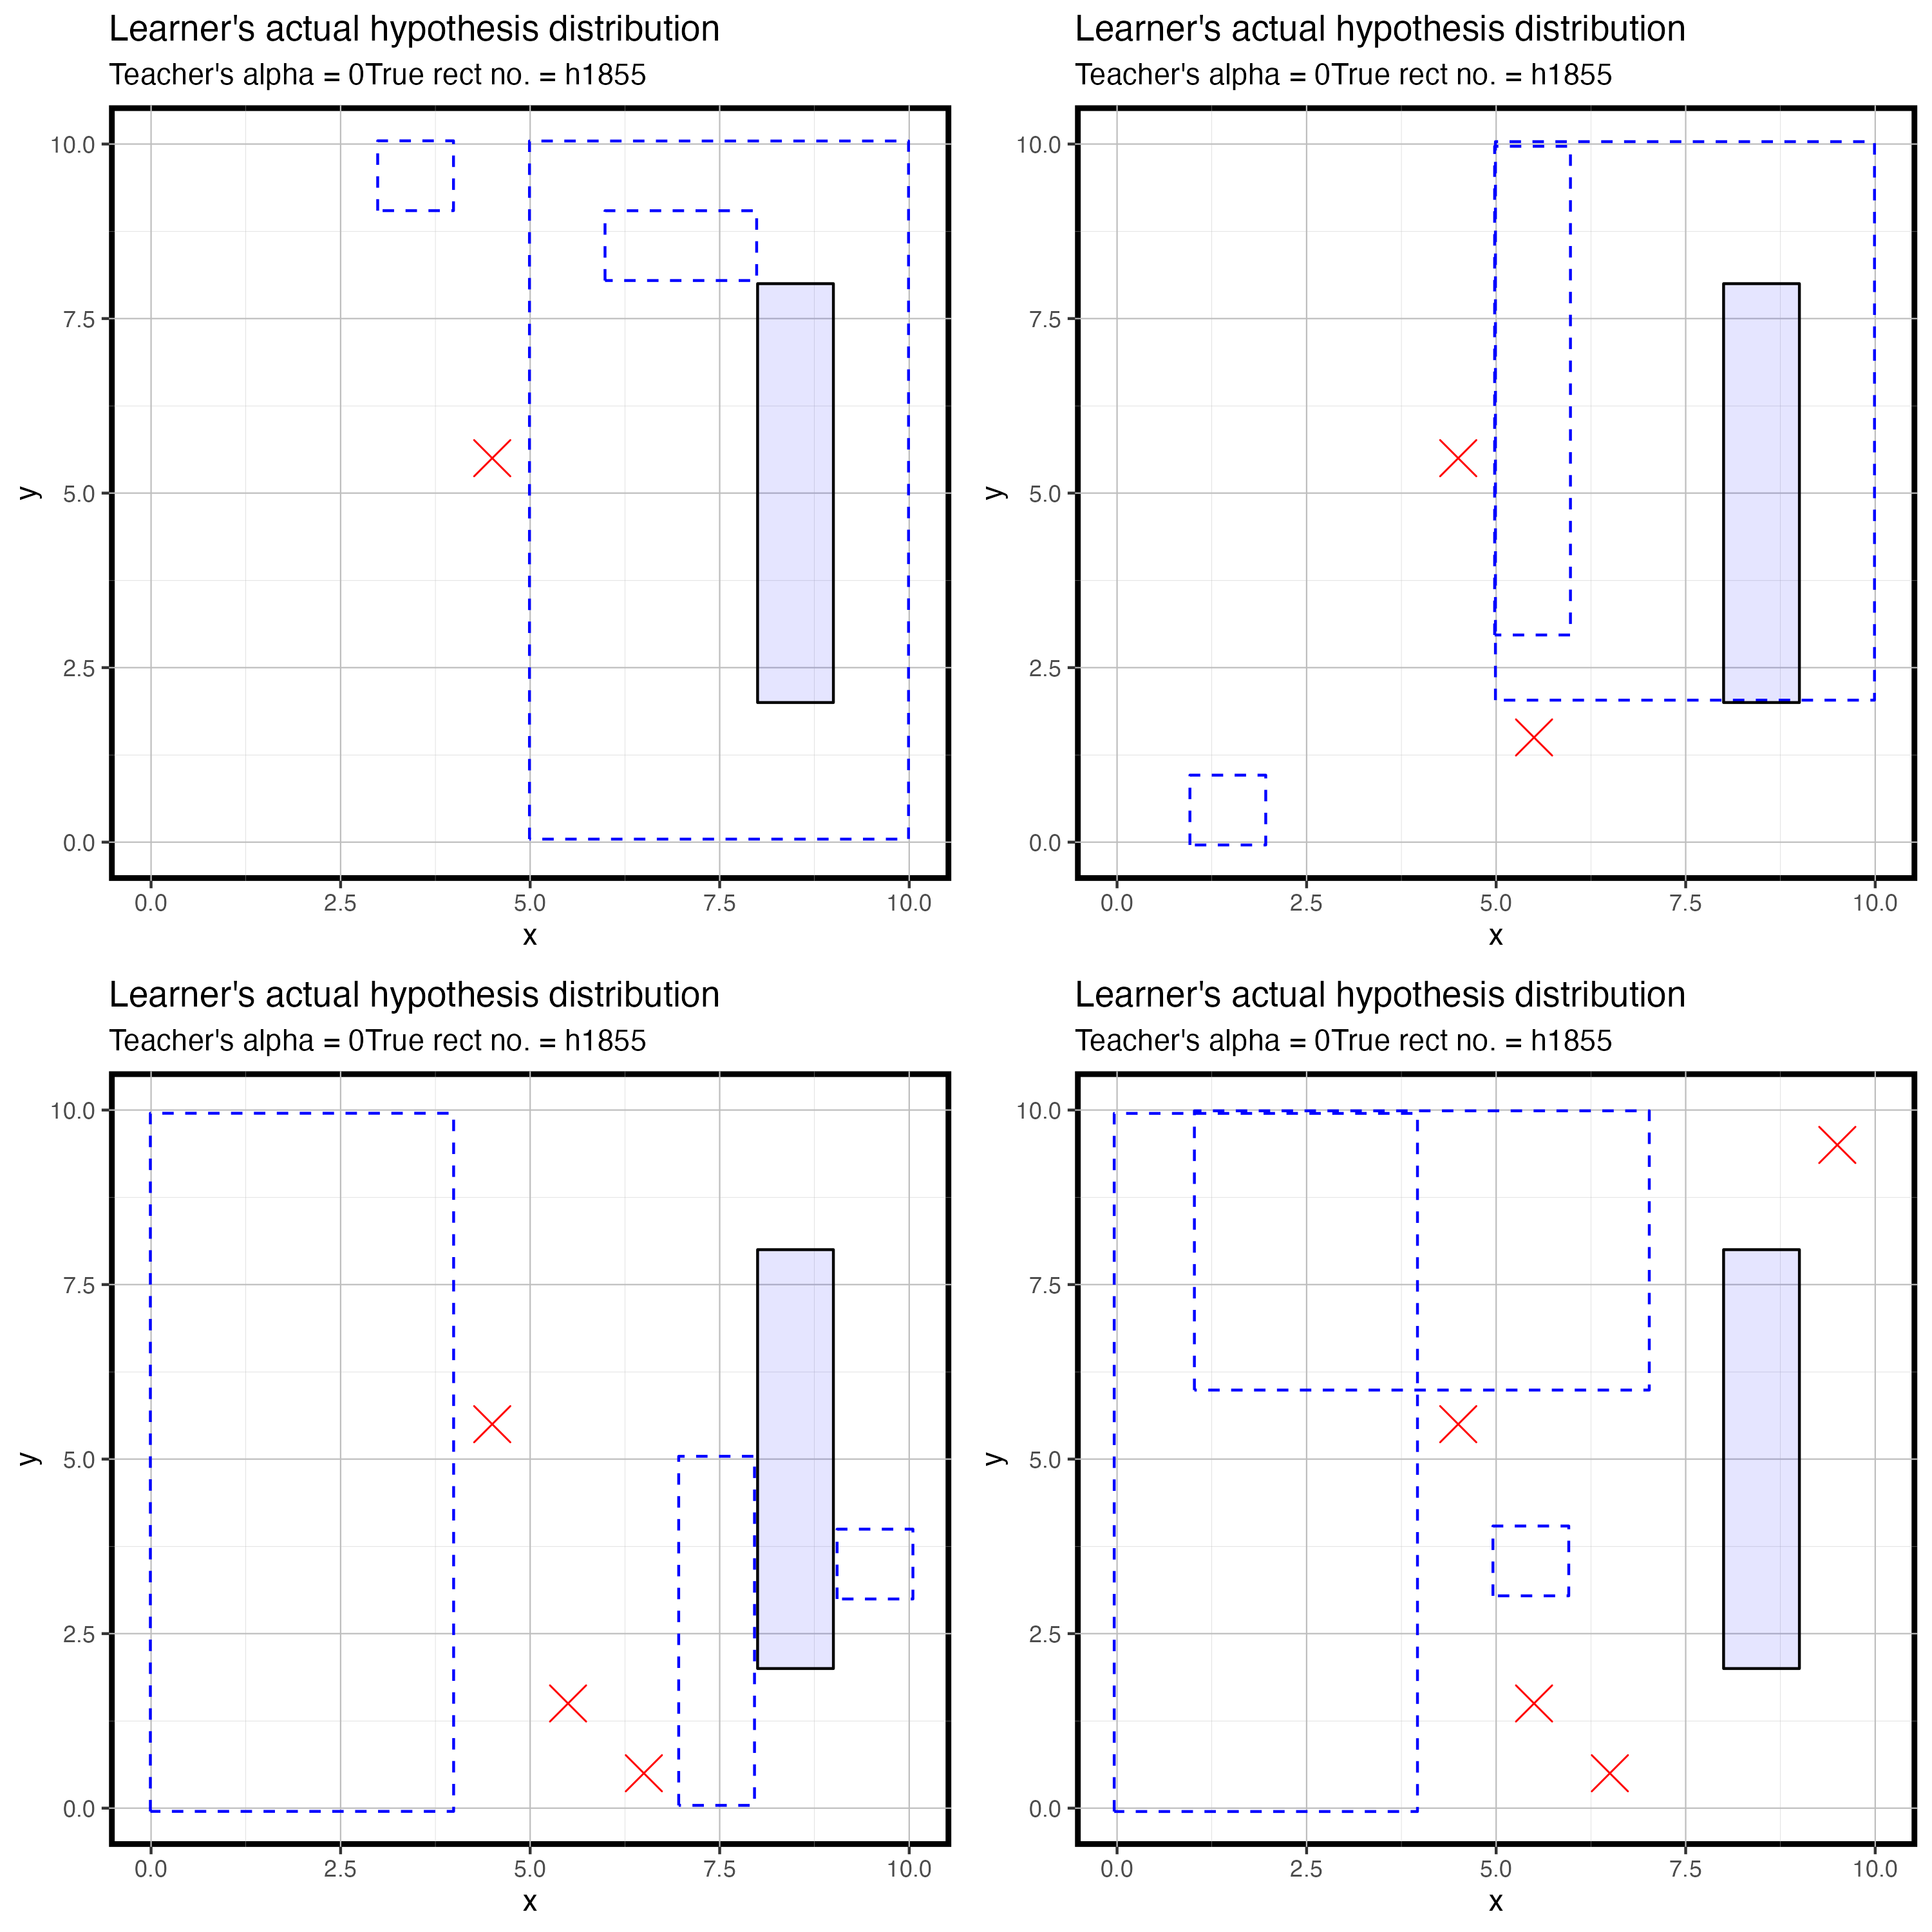 Learner's actual hypothesis distribution
Teacher's alpha = 0True rect no. = h1855
10.0
7.5
5.0
2.5
0.0
y
0.0 2.5 5.0 7.5 10.0
x
Learner's actual hypothesis distribution
Teacher's alpha = 0True rect no. = h1855
10.0
7.5
5.0
2.5
0.0
y
0.0 2.5 5.0 7.5 10.0
x
Learner's actual hypothesis distribution
Teacher's alpha = 0True rect no. = h1855
10.0
7.5
5.0
2.5
0.0
y
0.0 2.5 5.0 7.5 10.0
x
Learner's actual hypothesis distribution
Teacher's alpha = 0True rect no. = h1855
10.0
7.5
5.0
2.5
0.0
y
0.0 2.5 5.0 7.5 10.0
x